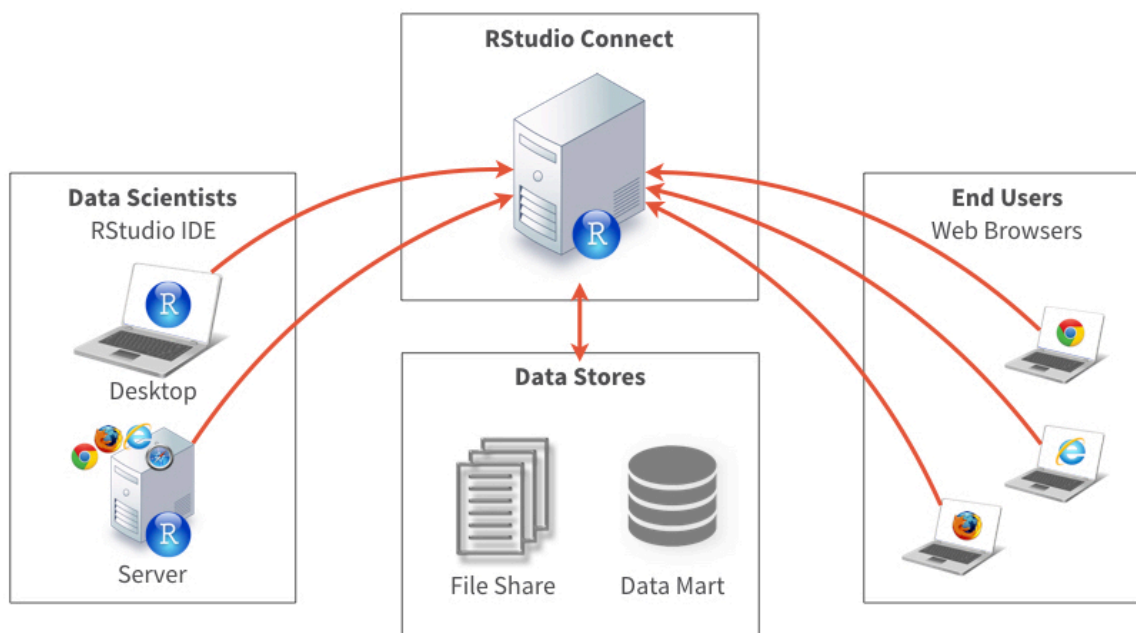 RStudio Connect
R
Data Scientists
RStudio IDE
R
Desktop
R
Server
Data Stores
File Share
Data Mart
End Users
Web Browsers